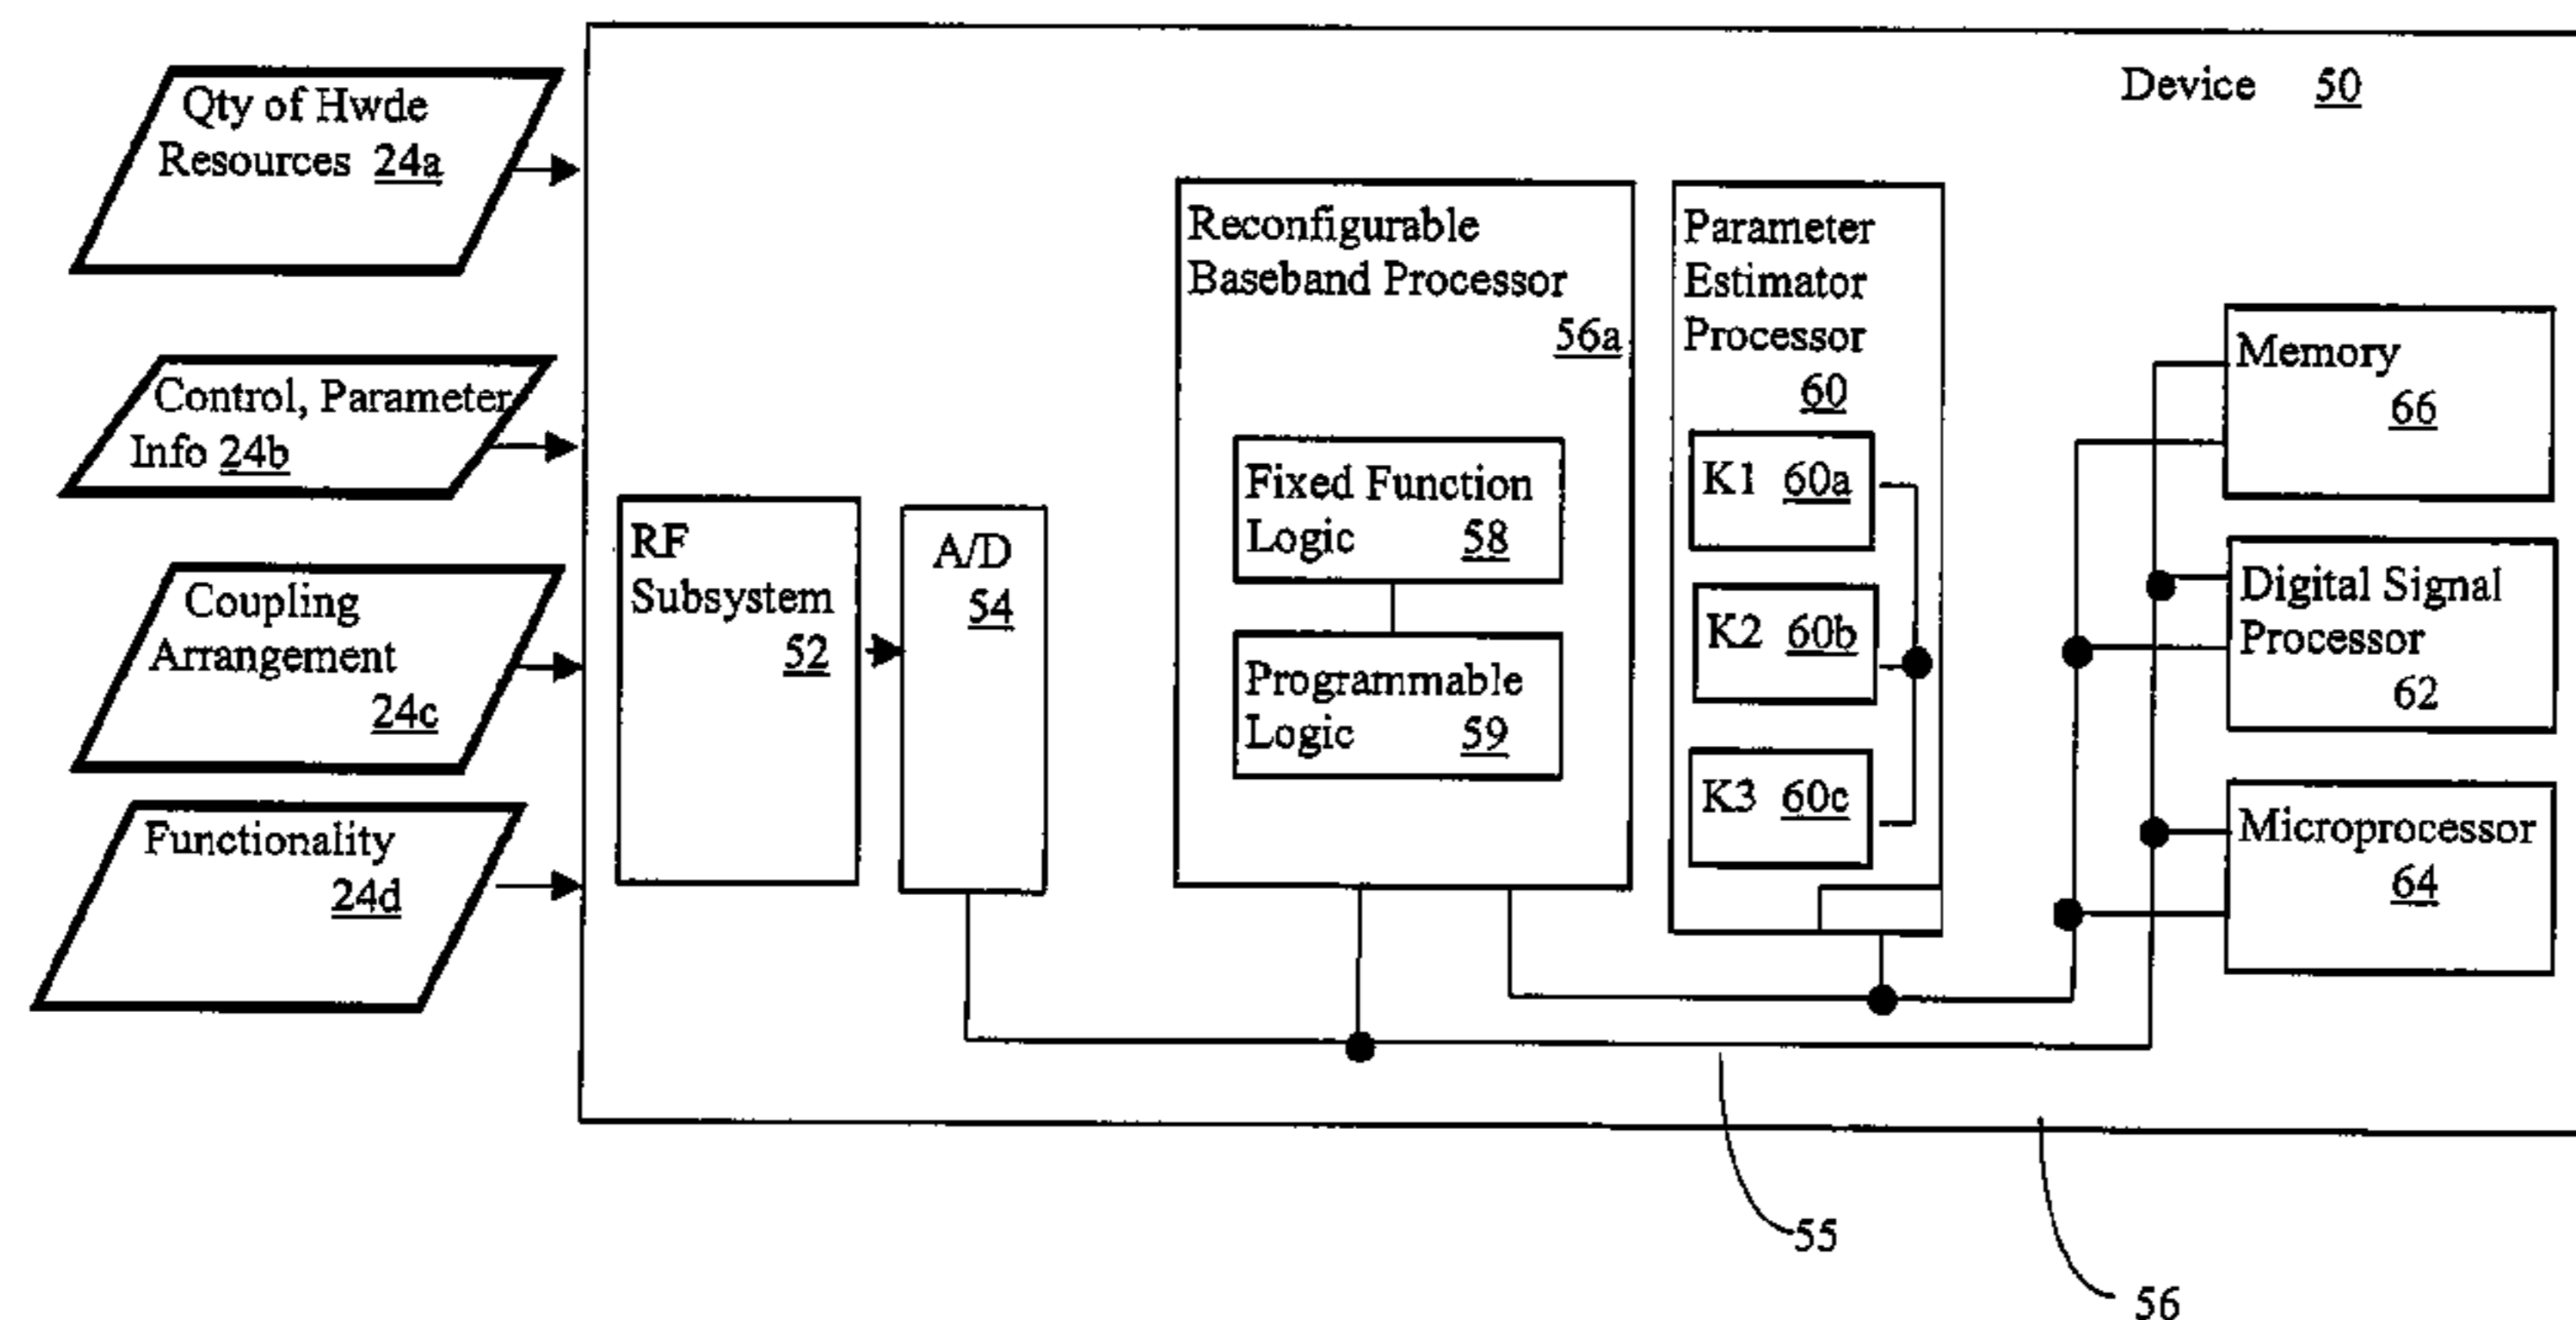 Device 50
Qty of Hwde
Resources 24a
Control, Parameter
Info 24b
Coupling
Arrangement
24c
Functionality
24d
RF
Subsystem
52
A/D
54
Reconfigurable
Baseband Processor
56a
Fixed Function
Logic 58
Programmable
Logic 59
Parameter
Estimator
Processor
60
K1 60a
K2 60b
K3 60c
Memory
66
Digital Signal
Processor
62
Microprocessor
64
55
56